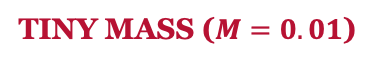 TINY MASS (M = 0.01)